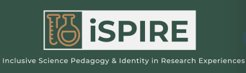 iSPIRE
Inclusive Science Pedagogy & Identity in Research Experiences